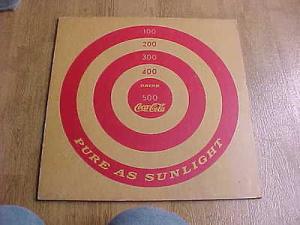 100
200
300
400
DRINK
500
Coca-Cola
PURE AS SUNLIGHT